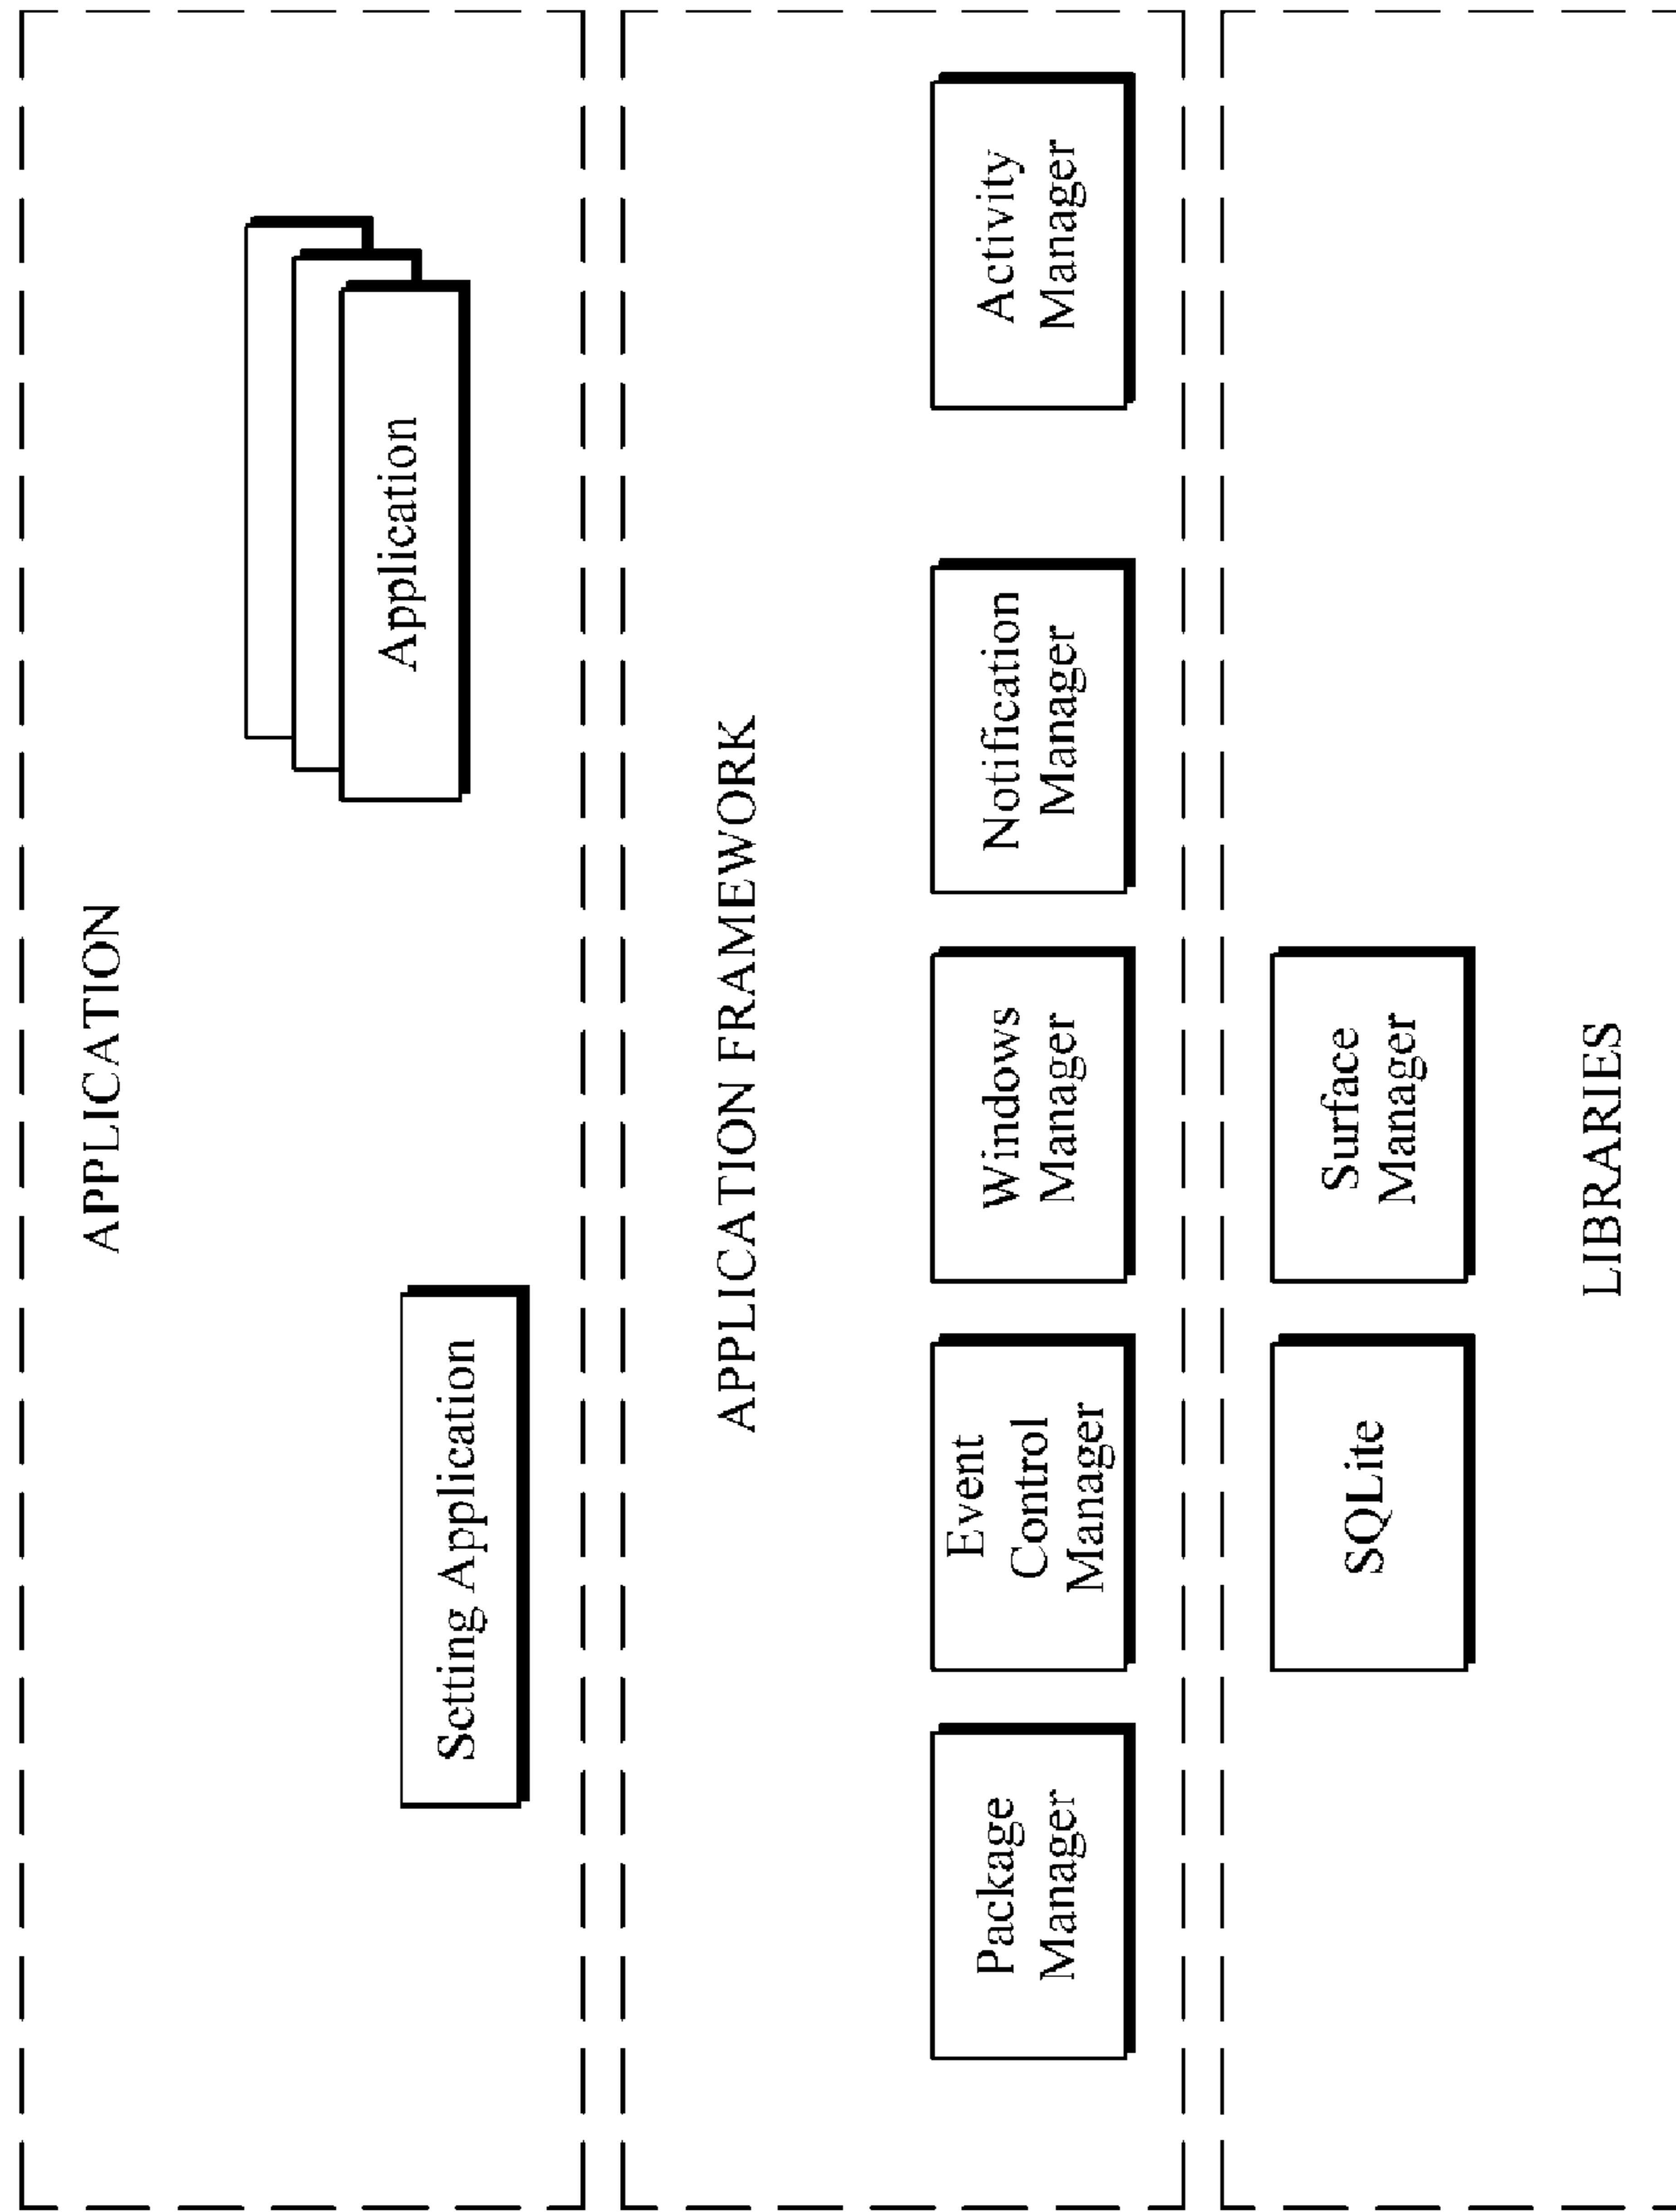 APPLICATION
Setting Application
Application
APPLICATION FRAMEWORK
Package
Manager
Event
Control
Manager
Windows
Manager
Notification
Manager
Activity
Manager
SQLite
Surface
Manager
LIBRARIES